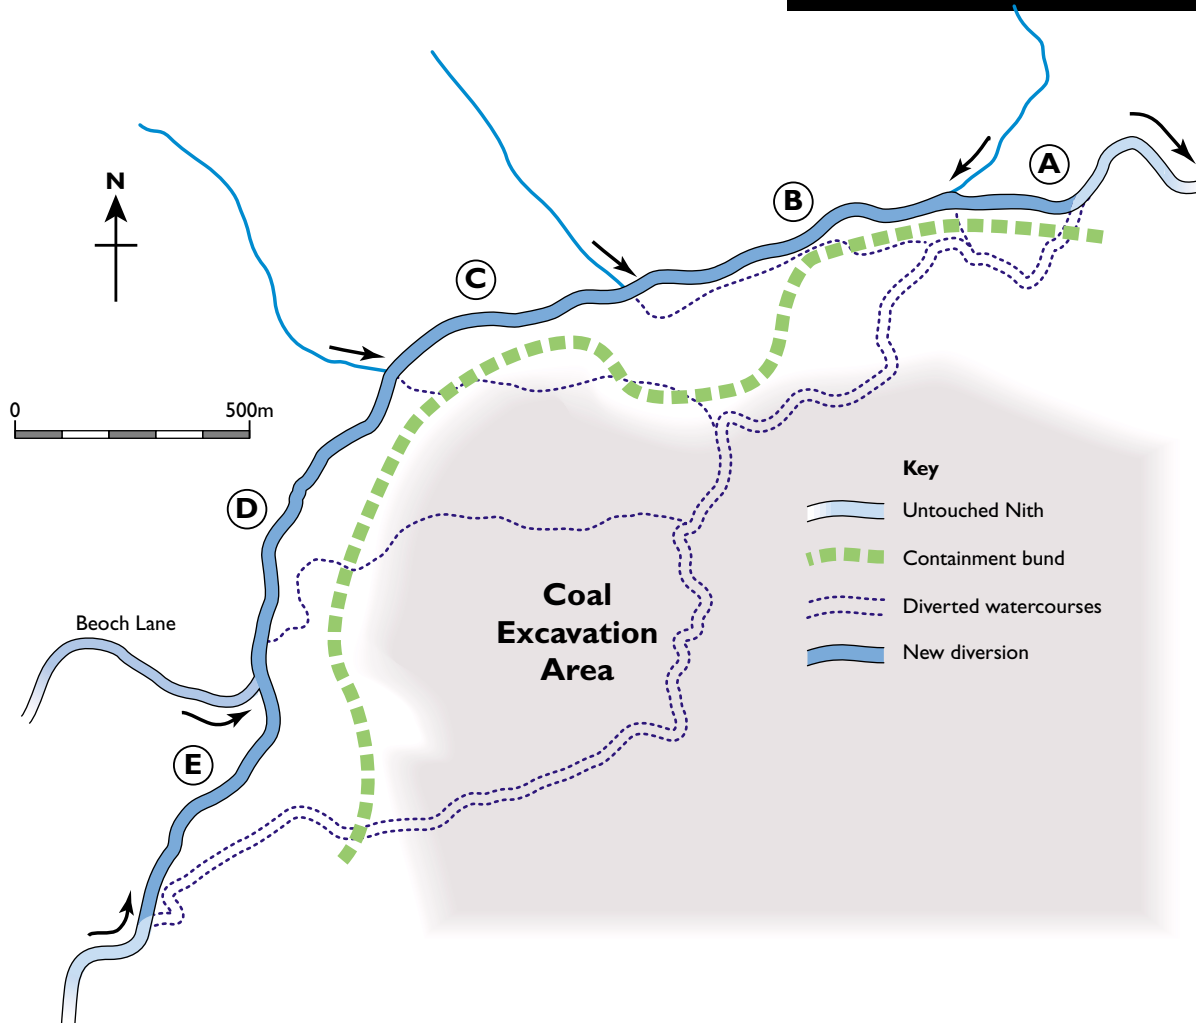 A
N
B
C
0
500m
Key
D
Untouched Nith
Containment bund
Coal
Excavation
Area
Diverted watercourses
Beoch Lane
New diversion
E